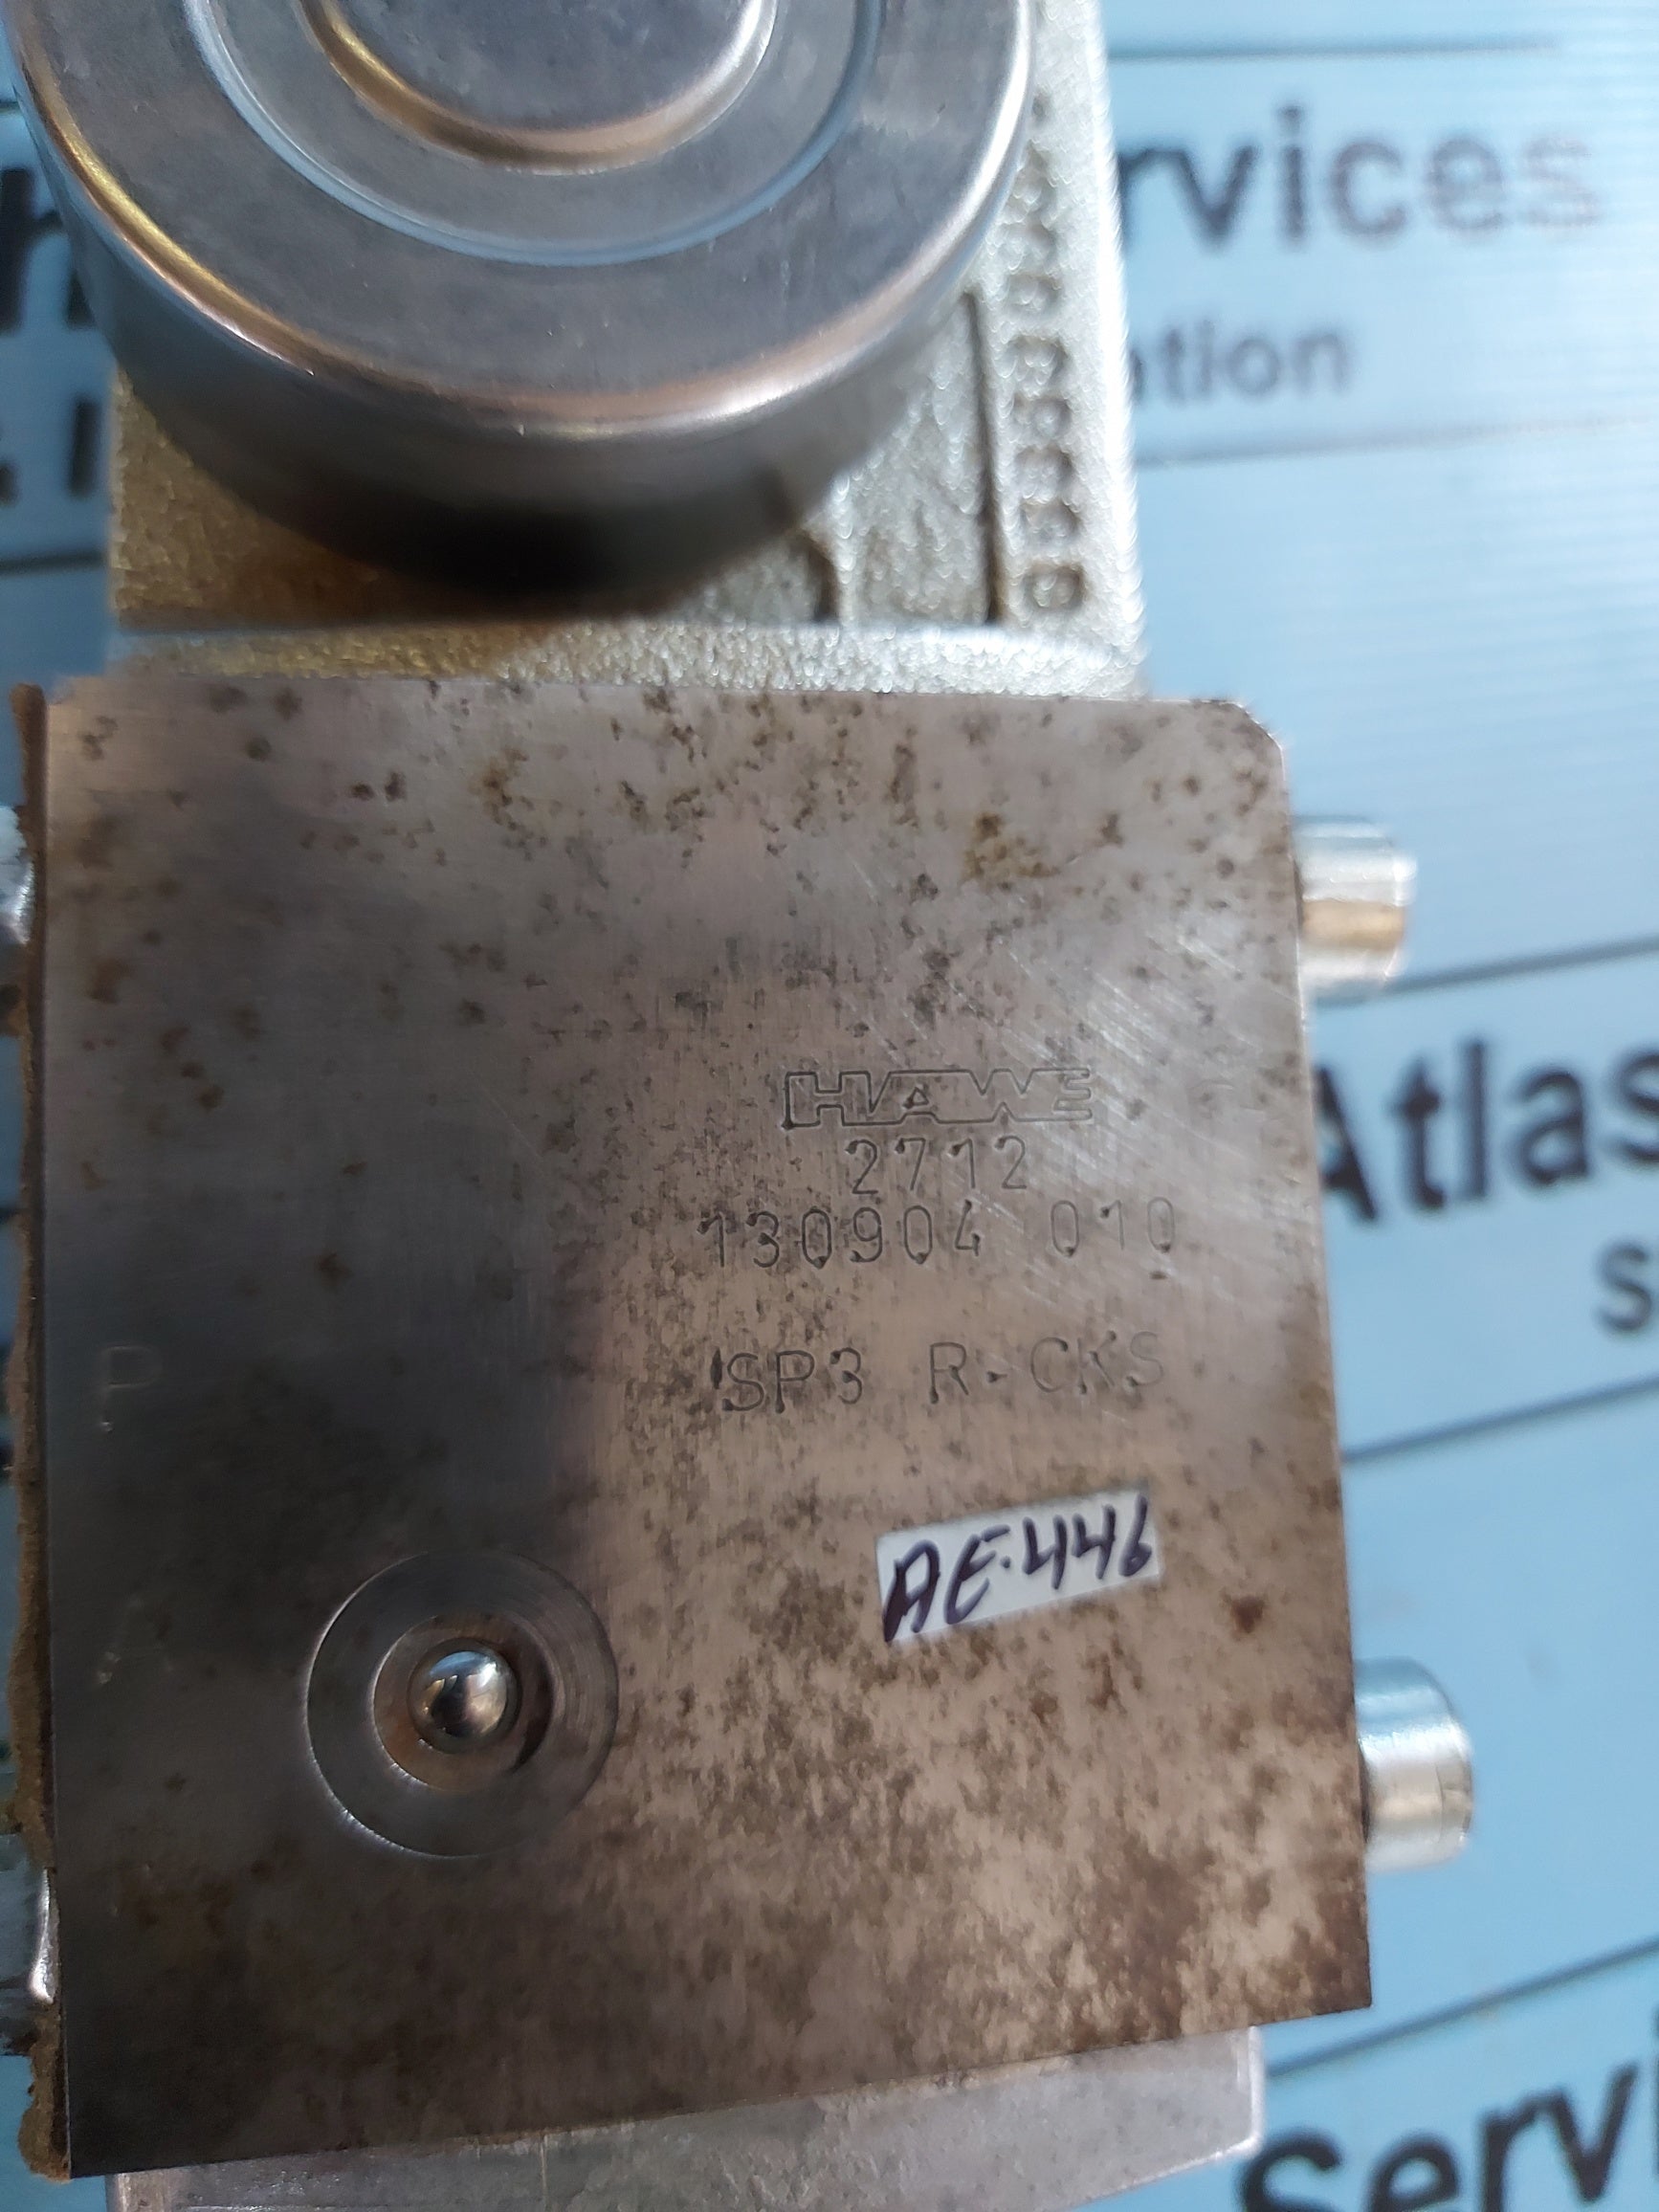 rvices
ation
HAWE
2712
130904 010
SP3 R-CKS
P
AE-446
Atlas
s
servi